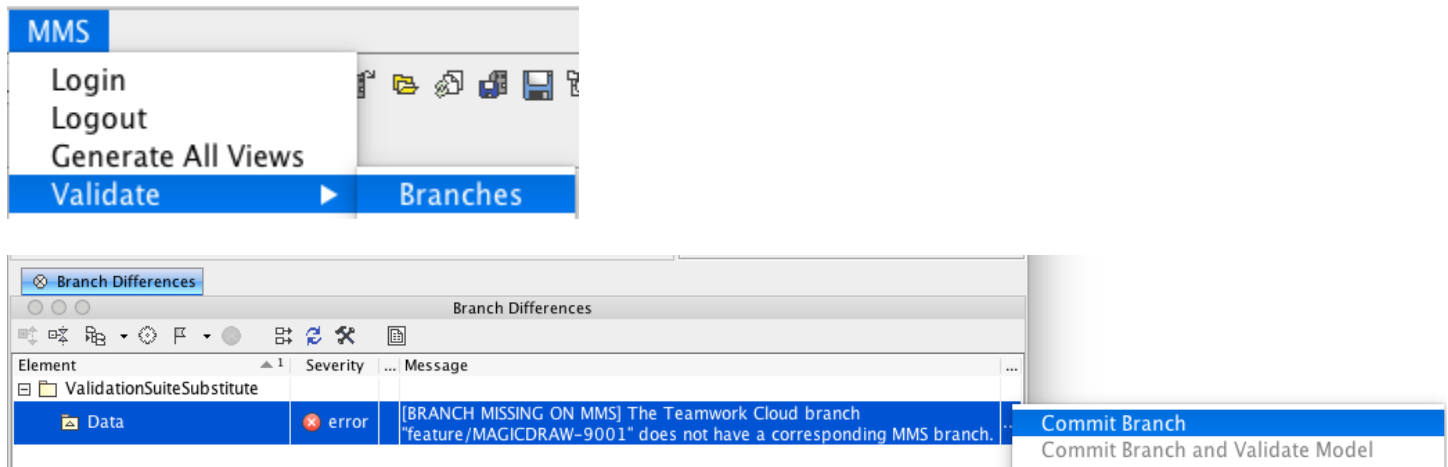 MMS
Login
Logout
Generate All Views
Validate
Branches
Branch Differences
Branch Differences
Element 1 Severity ... Message ...
ValidationSuiteSubstitute
Data error [BRANCH MISSING ON MMS] The Teamwork Cloud branch
"feature/MAGICDRAW-9001" does not have a corresponding MMS branch. ...
Commit Branch
Commit Branch and Validate Model